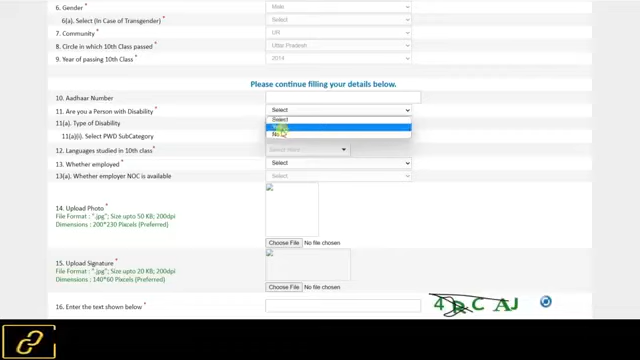 6. Gender * Male
6(a). Select (In Case of Transgender) * Select
7. Community * UR
8. Circle in which 10th Class passed * Uttar Pradesh
9. Year of passing 10th Class * 2014
Please continue filling your details below.
10. Aadhaar Number
11. Are you a Person with Disability * Select
Select
11(a). Type of Disability
No
11(a)(i). Select PWD SubCategory
12. Languages studied in 10th class *
13. Whether employed * Select
13(a). Whether employer NOC is available Select
14. Upload Photo *
File Format : ".jpg"; Size upto 50 KB; 200dpi
Dimensions : 200*230 Pixcels (Preferred)
Choose File No file chosen
15. Upload Signature *
File Format : ".jpg"; Size upto 20 KB; 200dpi
Dimensions : 140*60 Pixcels (Preferred)
Choose File No file chosen
16. Enter the text shown below *